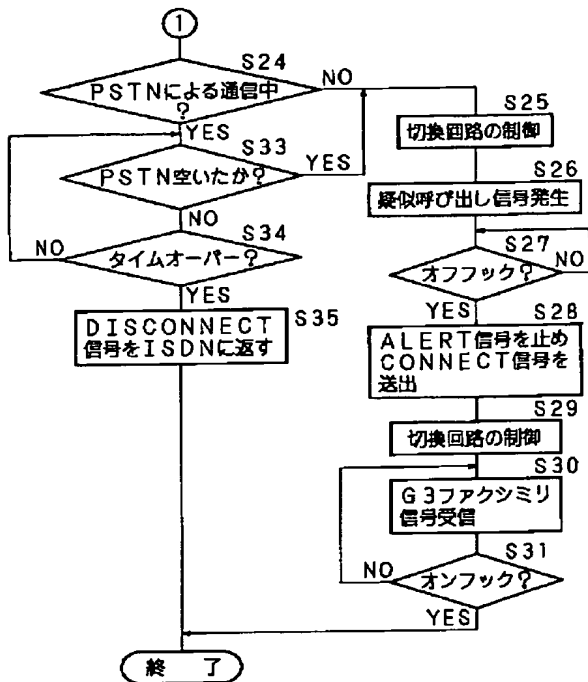 1
S24
PSTNによる通信中
?
NO
YES
S33
PSTN空いたか?
YES
NO
S34
タイムオーバー?
NO
YES
S35
DISCONNECT
信号をISDNに返す
S25
切換回路の制御
S26
疑似呼び出し信号発生
S27
オフフック?
NO
YES
S28
ALERT信号を止め
CONNECT信号を
送出
S29
切換回路の制御
S30
G3ファクシミリ
信号受信
S31
オンフック?
NO
YES
終 了